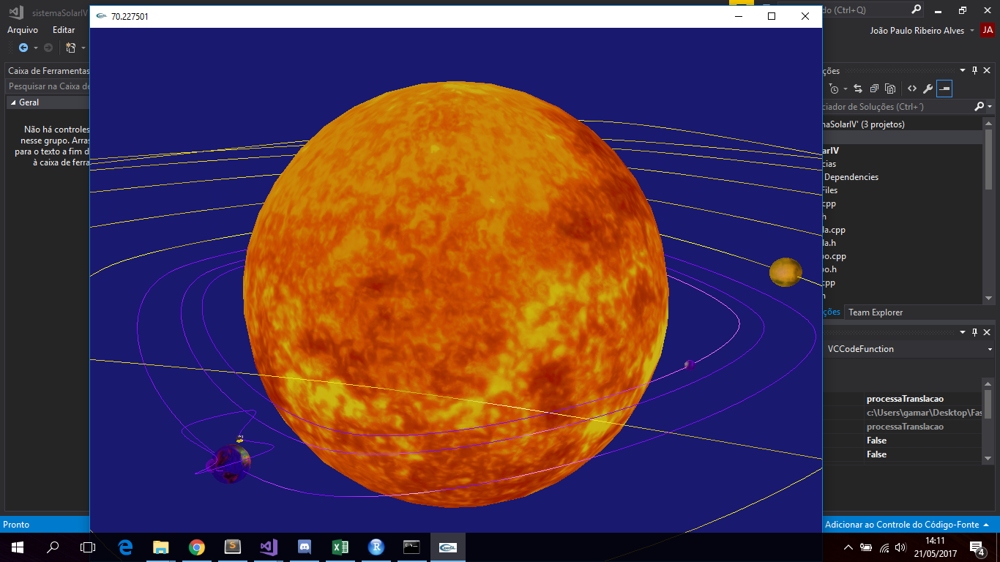 sistemaSolarIV
70.227501
do (Ctrl+Q)
Arquivo Editar
João Paulo Ribeiro Alves
JA
Caixa de Ferramentas
Pesquisar na Caixa de
Geral
Não há controles
nesse grupo. Arras
para o texto a fim d
à caixa de ferra
ções
ciador de Soluções (Ctrl+´)
maSolarIV' (3 projetos)
arIV
cias
Dependencies
Files
cpp
h
la.cpp
la.h
po.cpp
po.h
cpp
h
ções Team Explorer
VCCodeFunction
processaTranslacao
c:\Users\gamar\Desktop\Fas
processaTranslacao
False
False
Pronto
Adicionar ao Controle do Código-Fonte
14:11
21/05/2017
4